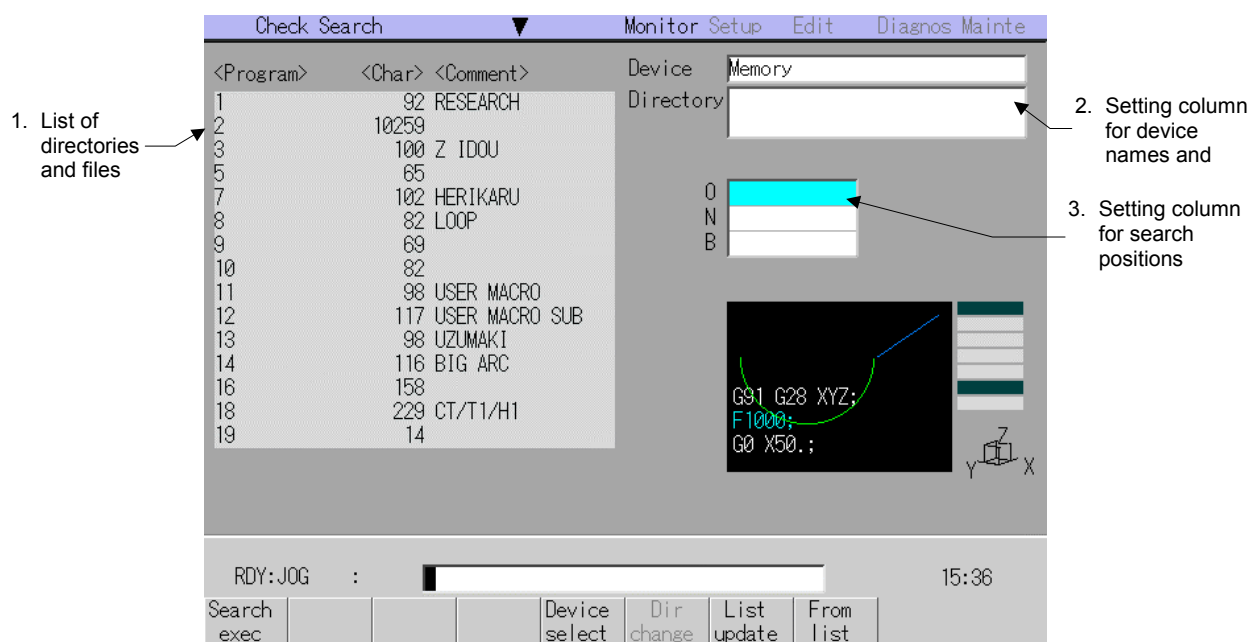 Check Search ▼ Monitor Setup Edit Diagnos Mainte
<Program> <Char> <Comment>
1 92 RESEARCH
2 10259
3 100 Z IDOU
5 65
7 102 HERIKARU
8 82 LOOP
9 69
10 82
11 98 USER MACRO
12 117 USER MACRO SUB
13 98 UZUMAKI
14 116 BIG ARC
16 158
18 229 CT/T1/H1
19 14
Device Memory
Directory
O
N
B
G91 G28 XYZ;
F1000;
G0 X50.;
Z
Y X
1. List of
directories
and files
2. Setting column
for device
names and
3. Setting column
for search
positions
RDY:JOG : 15:36
Search Device Dir List From
exec select change update list